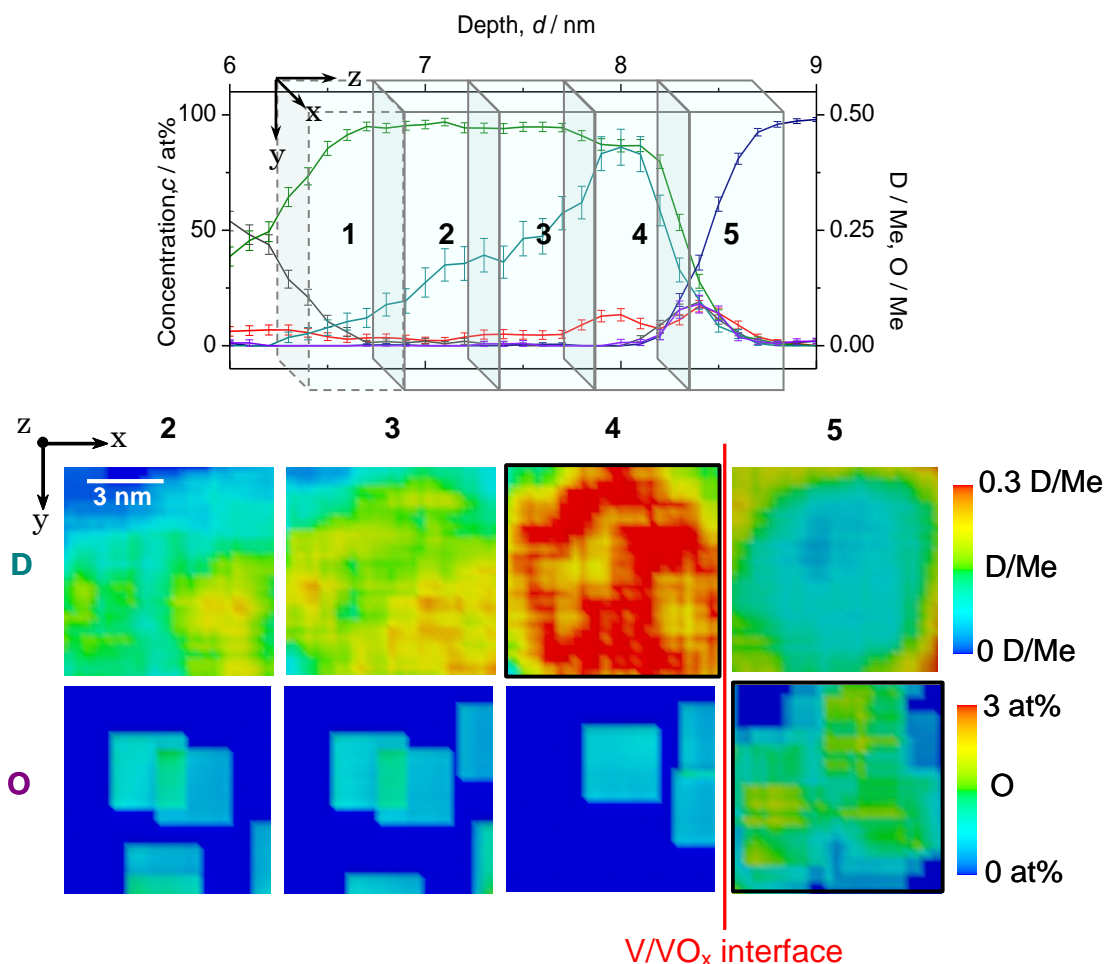 Depth, d / nm
6 7 8 9
z
x
y
100 0.50
50 0.25
0 0.00
Concentration,c / at%
D / Me, O / Me
1 2 3 4 5
z x
y
2 3 4 5
3 nm
D
0.3 D/Me
D/Me
0 D/Me
O
3 at%
O
0 at%
V/VOx interface